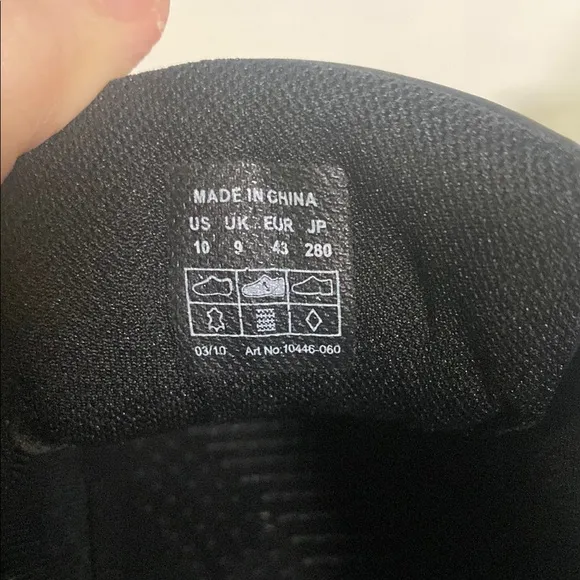 MADE IN CHINA
US UK EUR JP
10 9 43 280
03/10 Art No:10446-060